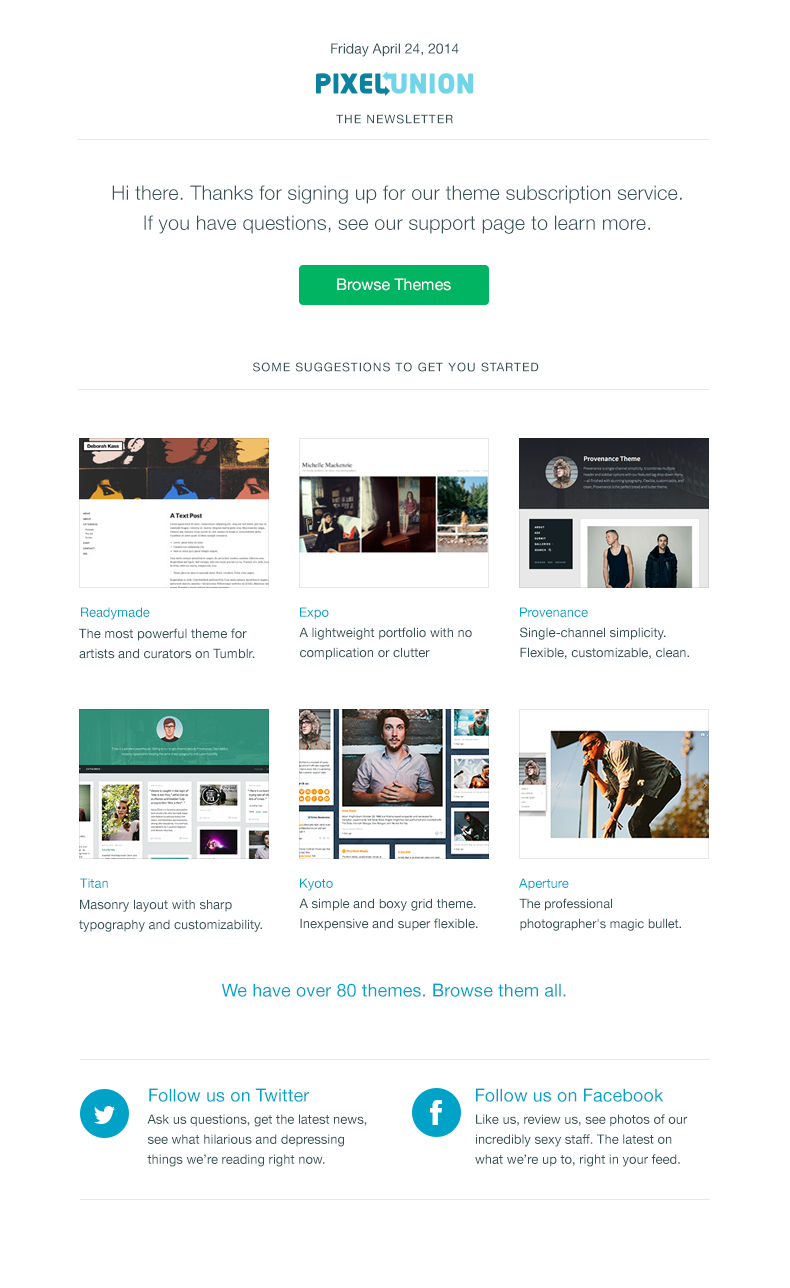 Friday April 24, 2014
PIXEL UNION
THE NEWSLETTER
Hi there. Thanks for signing up for our theme subscription service.
If you have questions, see our support page to learn more.
Browse Themes
SOME SUGGESTIONS TO GET YOU STARTED
Deborah Kass
A Text Post
Michelle Mackenzie
Provenance Theme
Readymade
The most powerful theme for
artists and curators on Tumblr.
Expo
A lightweight portfolio with no
complication or clutter
Provenance
Single-channel simplicity.
Flexible, customizable, clean.
Titan
Masonry layout with sharp
typography and customizability.
Kyoto
A simple and boxy grid theme.
Inexpensive and super flexible.
Aperture
The professional
photographer's magic bullet.
We have over 80 themes. Browse them all.
Follow us on Twitter
Ask us questions, get the latest news,
see what hilarious and depressing
things we’re reading right now.
Follow us on Facebook
Like us, review us, see photos of our
incredibly sexy staff. The latest on
what we’re up to, right in your feed.